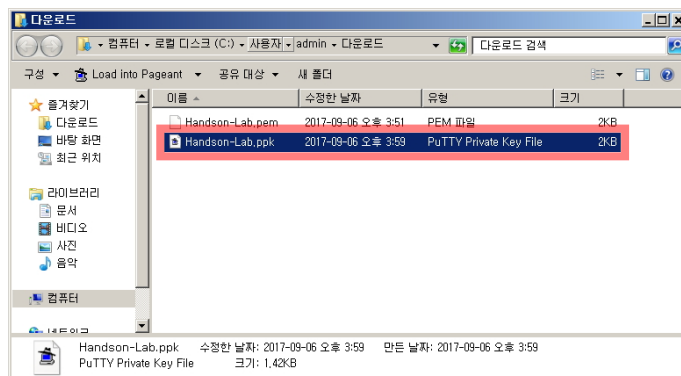 다운로드
컴퓨터 로컬 디스크 (C:) 사용자 admin 다운로드 다운로드 검색
구성 Load into Pageant 공유 대상 새 폴더
즐겨찾기 이름 수정한 날짜 유형 크기
다운로드 Handson-Lab.pem 2017-09-06 오후 3:51 PEM 파일 2KB
바탕 화면 Handson-Lab.ppk 2017-09-06 오후 3:59 PuTTY Private Key File 2KB
최근 위치
라이브러리
문서
비디오
사진
음악
컴퓨터
Handson-Lab.ppk 수정한 날짜: 2017-09-06 오후 3:59 만든 날짜: 2017-09-06 오후 3:59
PuTTY Private Key File 크기: 1.42KB